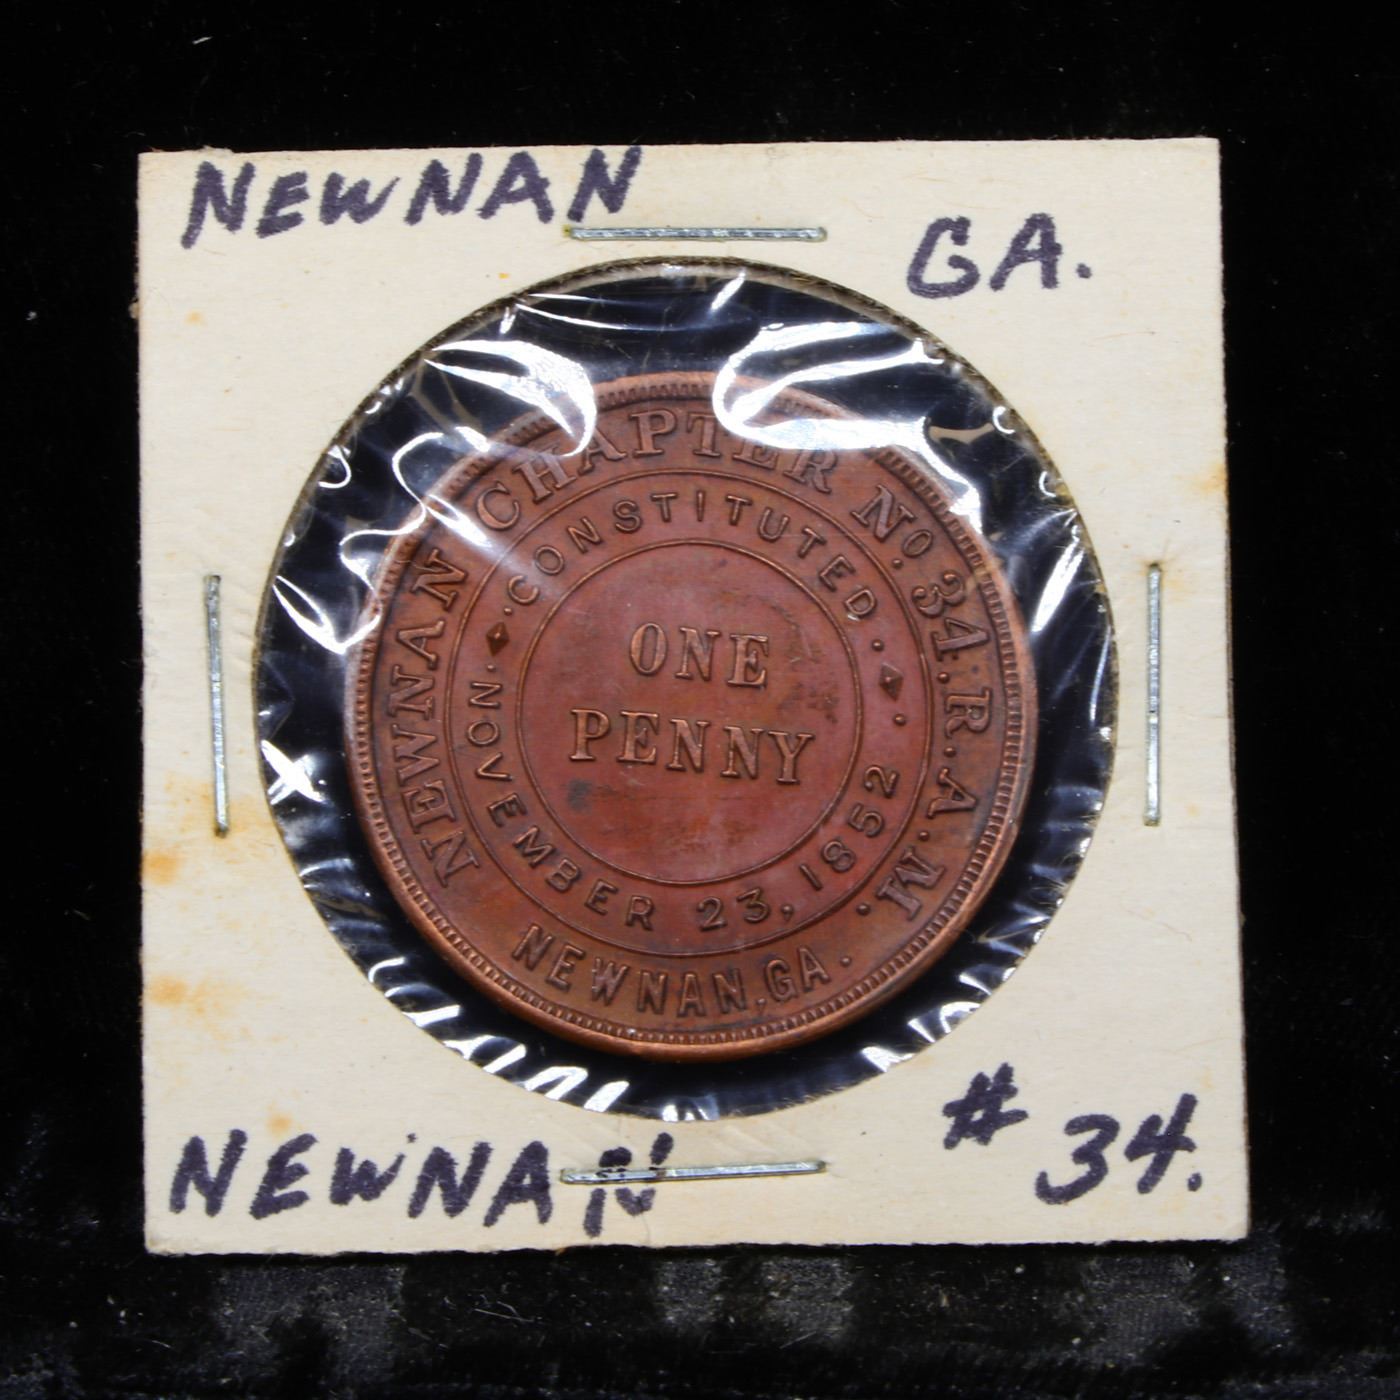 NEWNAN GA.
NEWNAN CHAPTER NO. 34. R. A. M.
CONSTITUTED
NOVEMBER 23, 1852
ONE
PENNY
NEWNAN, GA.
NEWNAN # 34.